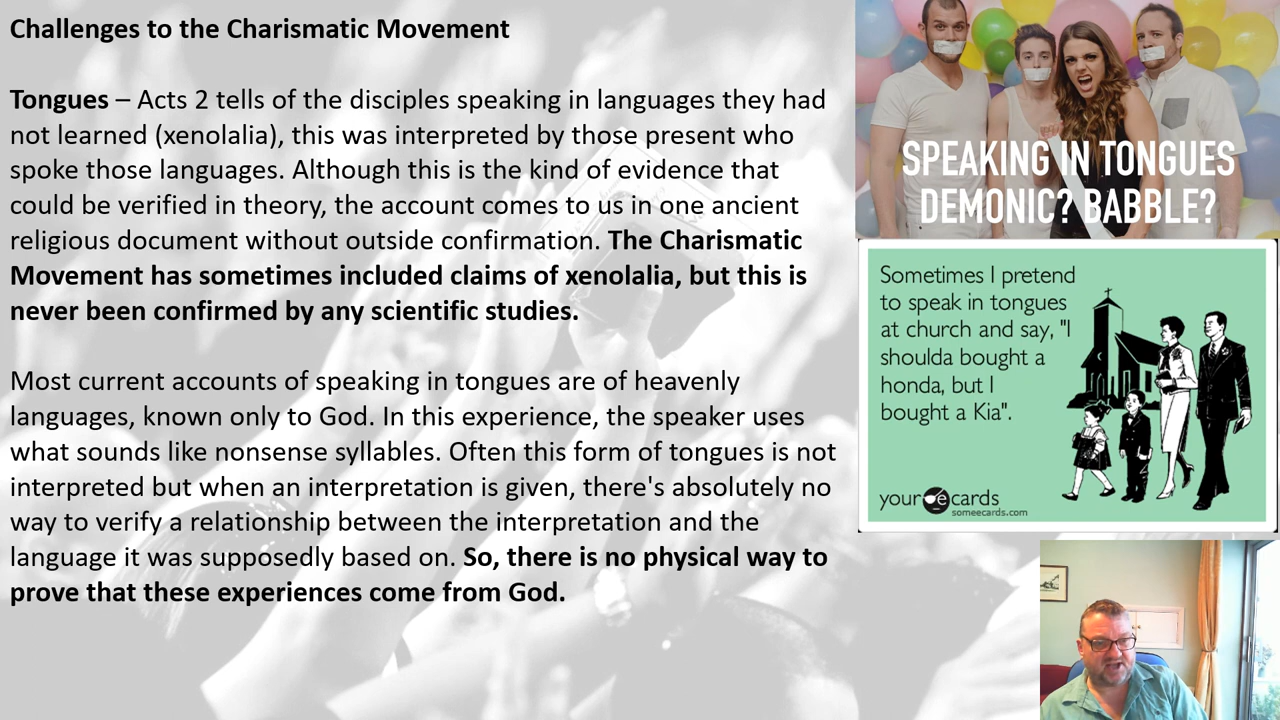 Challenges to the Charismatic Movement
Tongues – Acts 2 tells of the disciples speaking in languages they had
not learned (xenolalia), this was interpreted by those present who
spoke those languages. Although this is the kind of evidence that
could be verified in theory, the account comes to us in one ancient
religious document without outside confirmation. The Charismatic
Movement has sometimes included claims of xenolalia, but this is
never been confirmed by any scientific studies.
Most current accounts of speaking in tongues are of heavenly
languages, known only to God. In this experience, the speaker uses
what sounds like nonsense syllables. Often this form of tongues is not
interpreted but when an interpretation is given, there's absolutely no
way to verify a relationship between the interpretation and the
language it was supposedly based on. So, there is no physical way to
prove that these experiences come from God.
SPEAKING IN TONGUES
DEMONIC? BABBLE?
Sometimes I pretend
to speak in tongues
at church and say, "I
shoulda bought a
honda, but I
bought a Kia".
your e cards
someecards.com